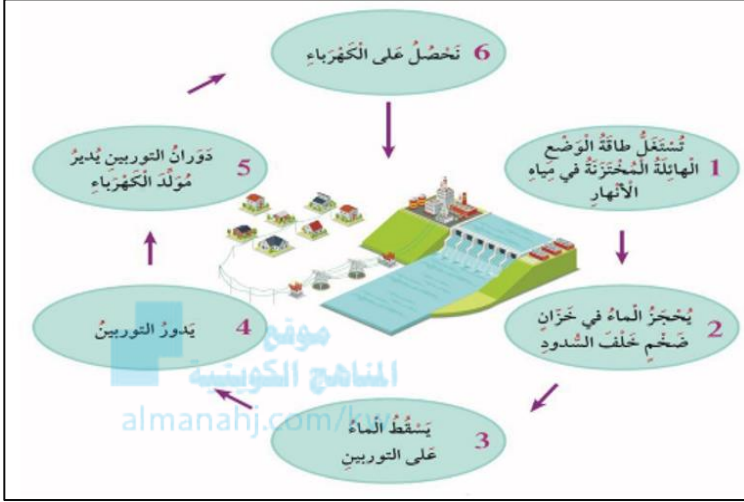 6 نَحْصُلُ عَلى الْكَهْرَباءِ
1 تُسْتَغَلُّ طاقَةُ الْوَضْعِ
الْهائِلَةُ الْمُخْتَزَنَةُ في مِياهِ
الْأَنْهارِ
2 يُحْجَزُ الْماءُ في خَزّانٍ
ضَخْمٍ خَلْفَ السُّدودِ
3 يَسْقُطُ الْماءُ
عَلى التوربينِ
4 يَدورُ التوربينُ
5 دَوَرانُ التوربينِ يُديرُ
مُوَلِّدَ الْكَهْرَباءِ
موقع
المناهج الكويتية
almanahj.com/kw